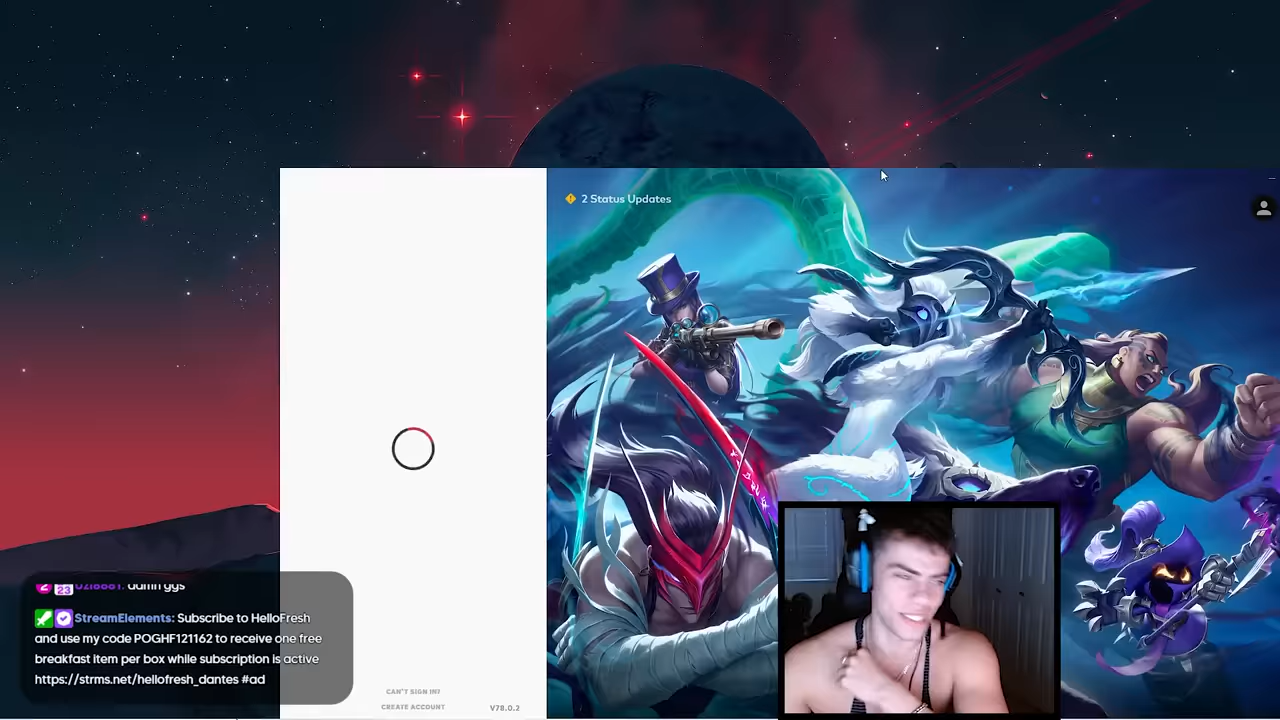 2 Status Updates
2 23 damn ggs
StreamElements: Subscribe to HelloFresh
and use my code POGHF121162 to receive one free
breakfast item per box while subscription is active
https://strms.net/hellofresh_dantes #ad
CAN'T SIGN IN?
CREATE ACCOUNT
V78.0.2